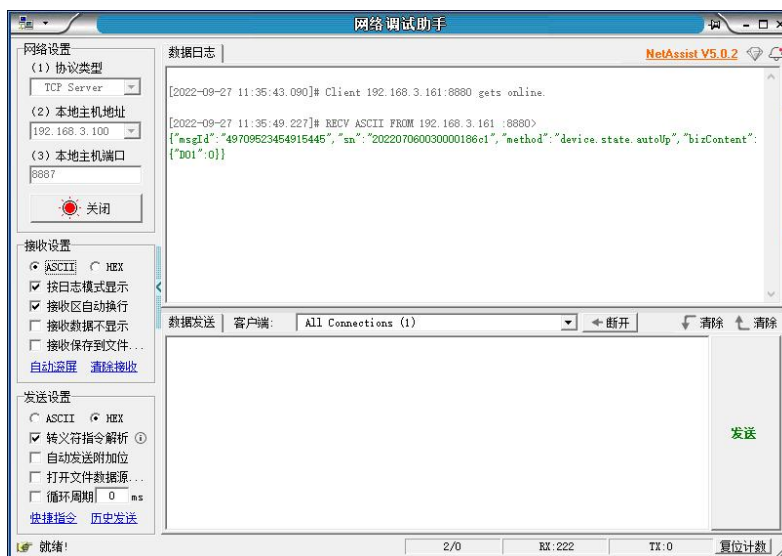 网络调试助手
网络设置
(1) 协议类型
TCP Server
(2) 本地主机地址
192.168.3.100
(3) 本地主机端口
8887
关闭
接收设置
ASCII HEX
按日志模式显示
接收区自动换行
接收数据不显示
接收保存到文件...
自动滚屏 清除接收
发送设置
ASCII HEX
转义符指令解析
自动发送附加位
打开文件数据源...
循环周期 0 ms
快捷指令 历史发送
数据日志 NetAssist V5.0.2
[2022-09-27 11:35:43.090]# Client 192.168.3.161:8880 gets online.
[2022-09-27 11:35:49.227]# RECV ASCII FROM 192.168.3.161 :8880>
{"msgId":"49709523454915445","sn":"202207060030000186c1","method":"device.state.autoUp","bizContent":
{"DO1":0}}
数据发送 客户端: All Connections (1) 断开 清除 清除
发送
就绪! 2/0 RX:222 TX:0 复位计数